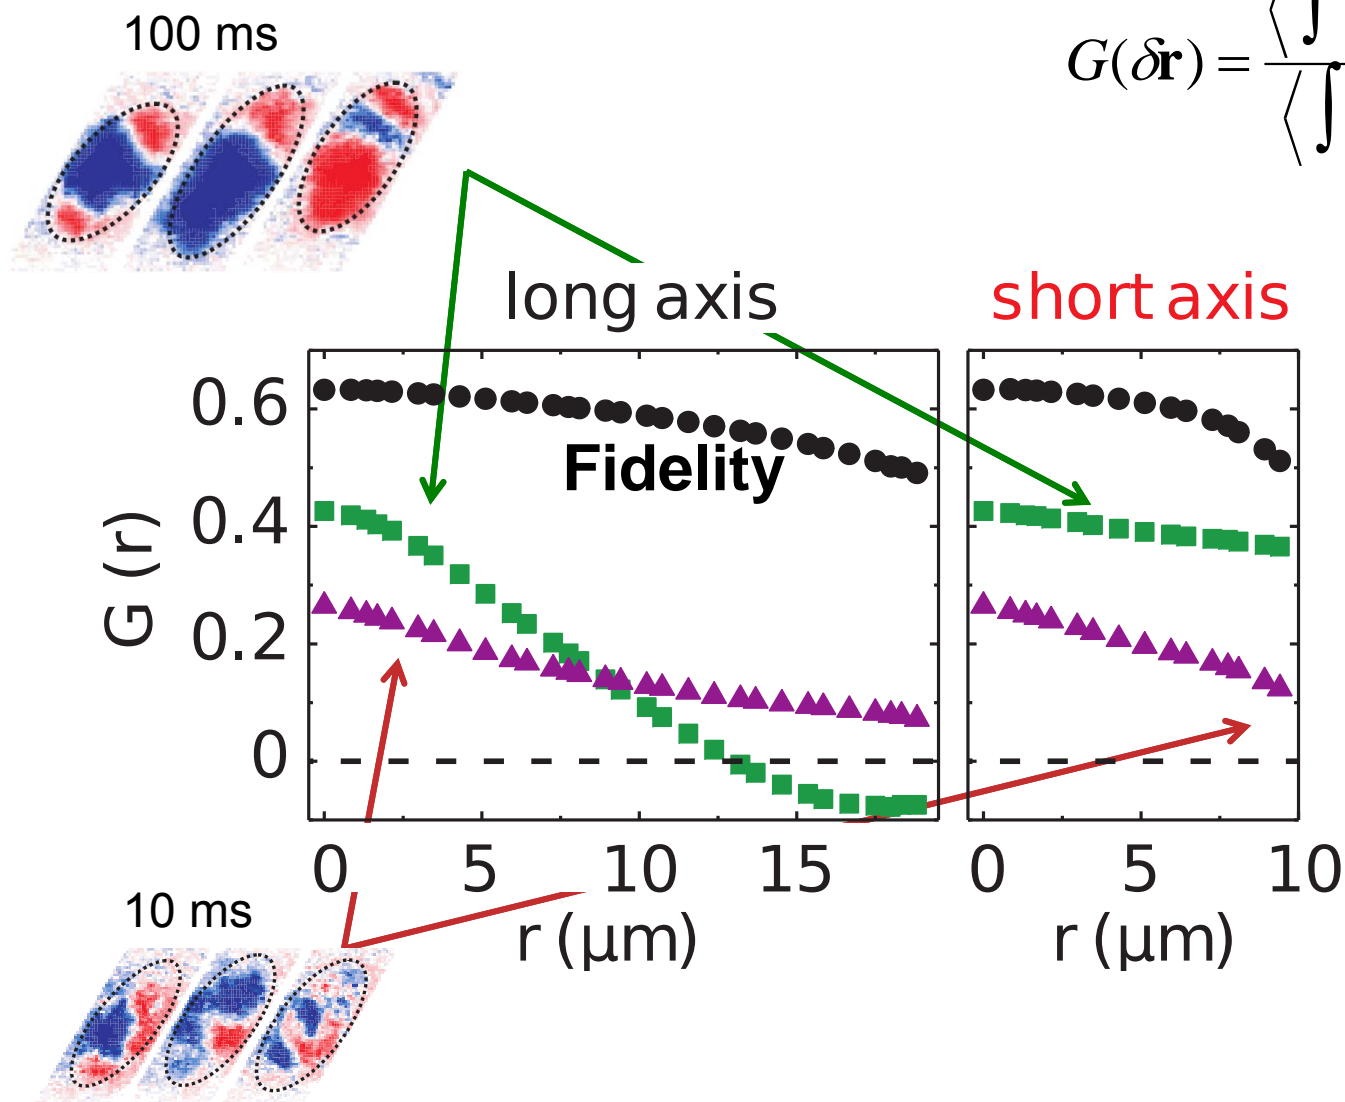 100 ms
G(δr) = ⟨∫ / ⟨∫
long axis
short axis
0.6
0.4
0.2
0
G (r)
Fidelity
0 5 10 15
0 5 10
r (μm)
r (μm)
10 ms